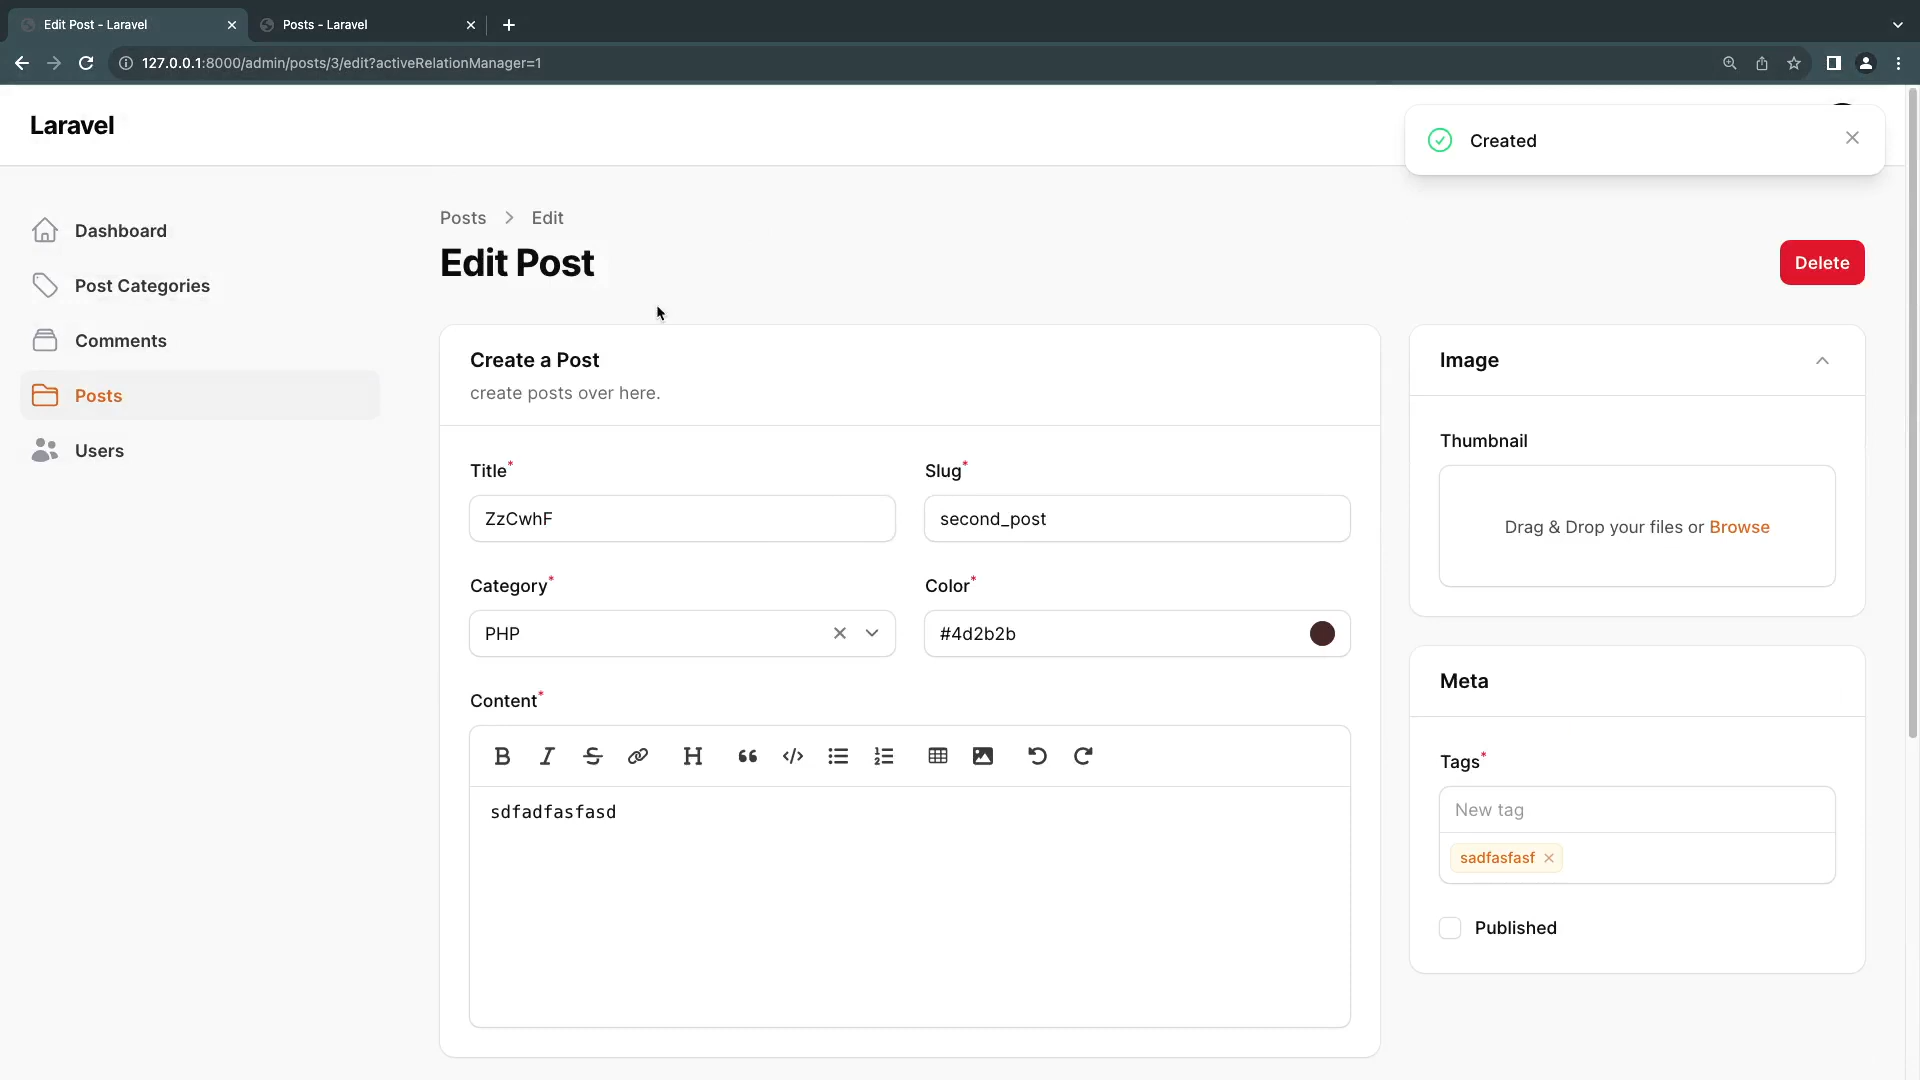 Edit Post - Laravel
Posts - Laravel
127.0.0.1:8000/admin/posts/3/edit?activeRelationManager=1
Laravel
Created
Dashboard
Post Categories
Comments
Posts
Users
Posts > Edit
Edit Post
Delete
Create a Post
create posts over here.
Title*
Slug*
ZzCwhF
second_post
Category*
Color*
PHP
#4d2b2b
Content*
sdfadfasfasd
Image
Thumbnail
Drag & Drop your files or Browse
Meta
Tags*
New tag
sadfasfasf
Published